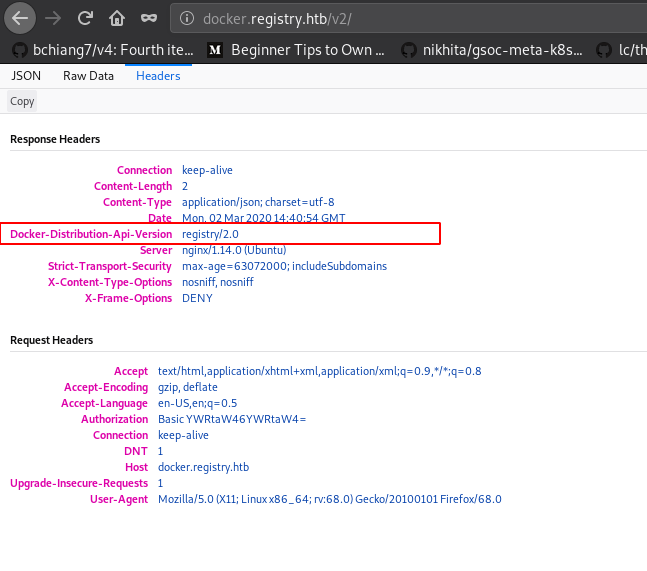 docker.registry.htb/v2/
bchiang7/v4: Fourth ite... Beginner Tips to Own ... nikhita/gsoc-meta-k8s... lc/th
JSON Raw Data Headers
Copy
Response Headers
Connection keep-alive
Content-Length 2
Content-Type application/json; charset=utf-8
Date Mon, 02 Mar 2020 14:40:54 GMT
Docker-Distribution-Api-Version registry/2.0
Server nginx/1.14.0 (Ubuntu)
Strict-Transport-Security max-age=63072000; includeSubdomains
X-Content-Type-Options nosniff, nosniff
X-Frame-Options DENY
Request Headers
Accept text/html,application/xhtml+xml,application/xml;q=0.9,*/*;q=0.8
Accept-Encoding gzip, deflate
Accept-Language en-US,en;q=0.5
Authorization Basic YWRtaW46YWRtaW4=
Connection keep-alive
DNT 1
Host docker.registry.htb
Upgrade-Insecure-Requests 1
User-Agent Mozilla/5.0 (X11; Linux x86_64; rv:68.0) Gecko/20100101 Firefox/68.0